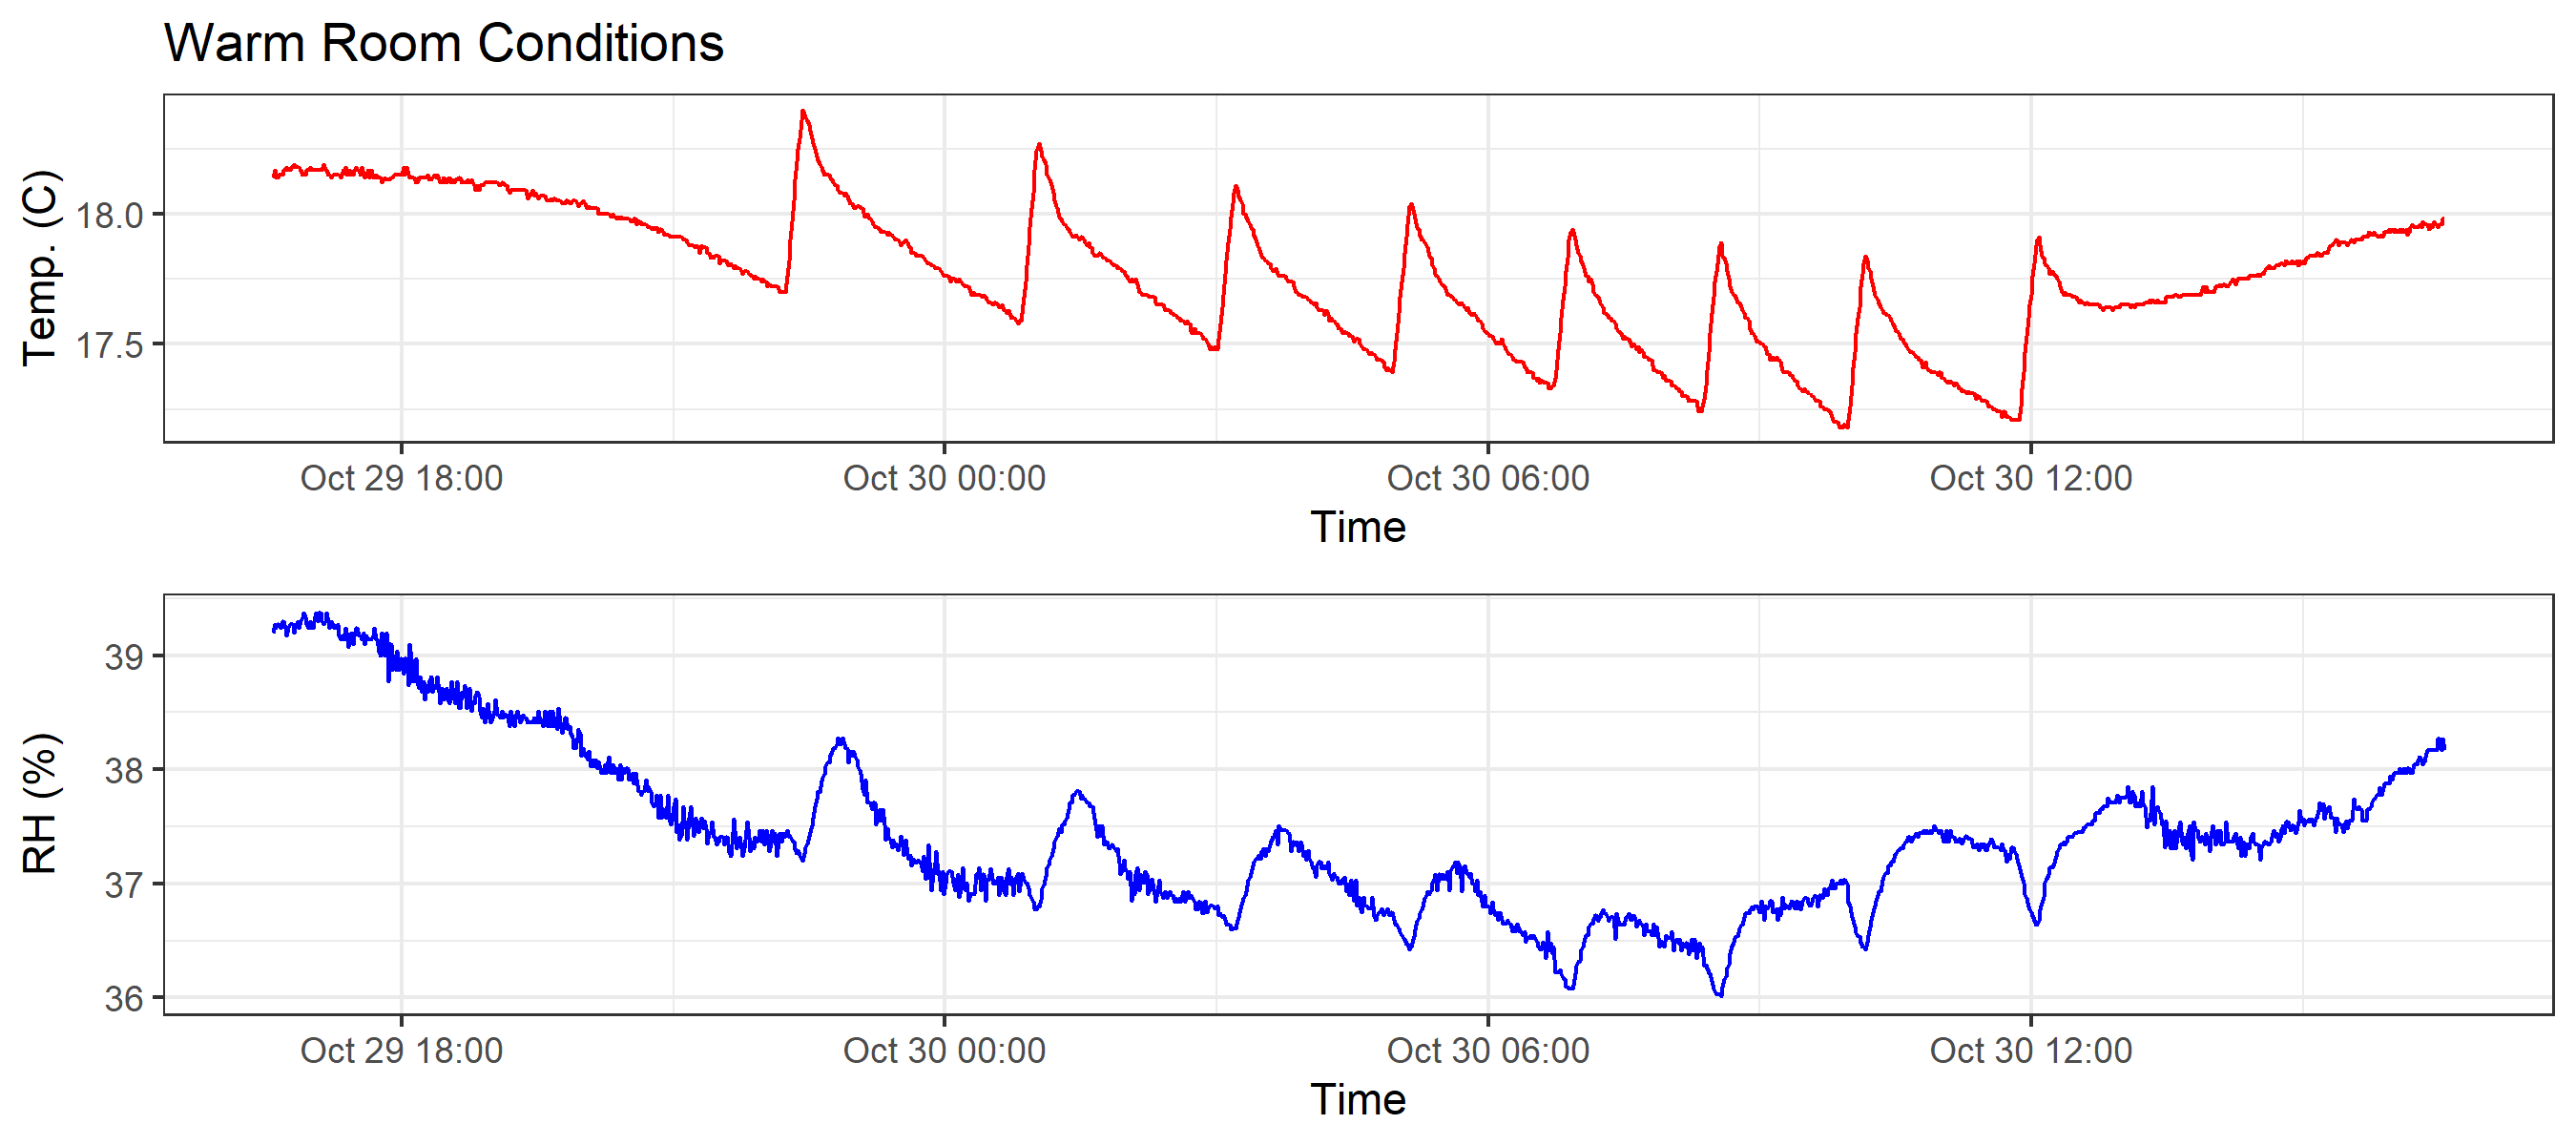 Warm Room Conditions
Temp. (C)
18.0
17.5
Oct 29 18:00 Oct 30 00:00 Oct 30 06:00 Oct 30 12:00
Time
RH (%)
39
38
37
36
Oct 29 18:00 Oct 30 00:00 Oct 30 06:00 Oct 30 12:00
Time